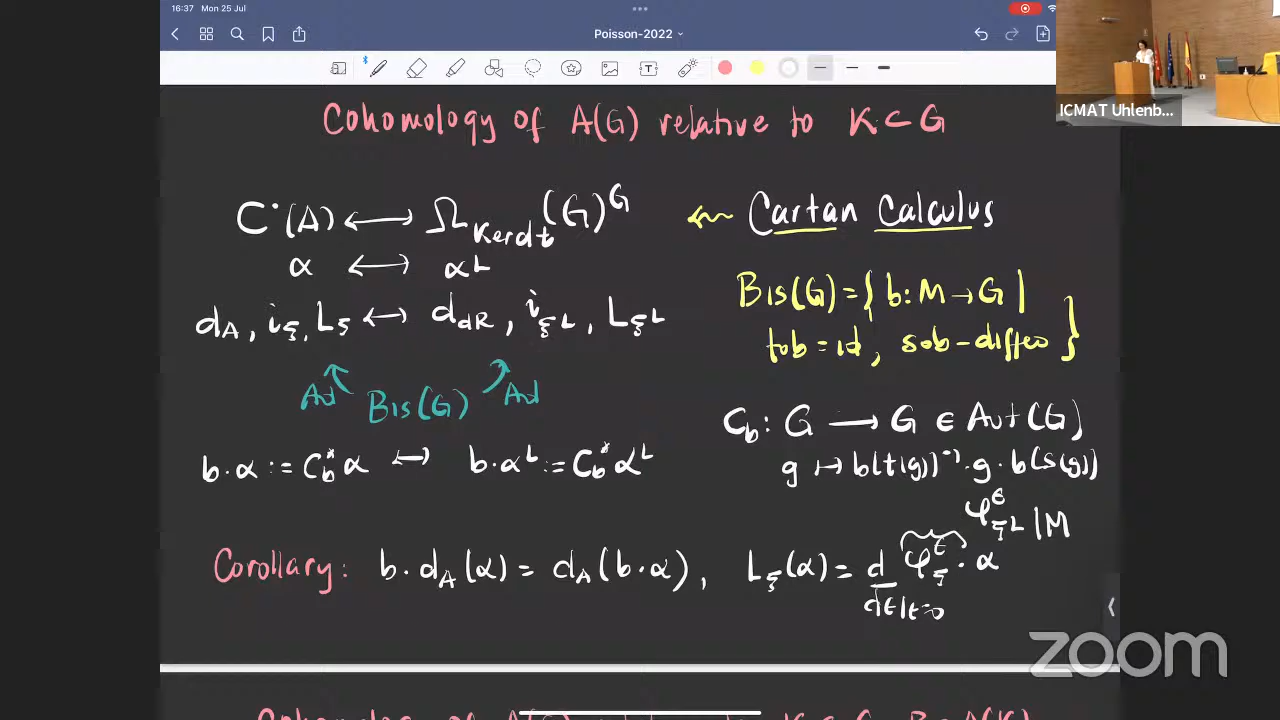 16:37 Mon 25 Jul
Poisson-2022
ICMAT Uhlenb...
Cohomology of A(G) relative to K ⊂ G
C•(A) ⟷ Ω_{Ker dt}(G)^G
⇜ Cartan Calculus
α ⟷ α^L
Bis(G) = { b: M → G |
t∘b = id, s∘b - diffeo }
d_A, i_ξ, L_ξ ⟷ d_{dR}, i_{ξ^L}, L_{ξ^L}
Ad Bis(G) Ad
C_b: G ⟶ G ∈ Aut(G)
g ↦ b(t(g))^{-1} · g · b(s(g))
b·α := C_b^* α ⟷ b·α^L := C_b^* α^L
φ^ε_{ξ^L} | M
Corollary: b·d_A(α) = d_A(b·α), L_ξ(α) = d/dε|_{ε=0} φ^ε_ξ · α
zoom